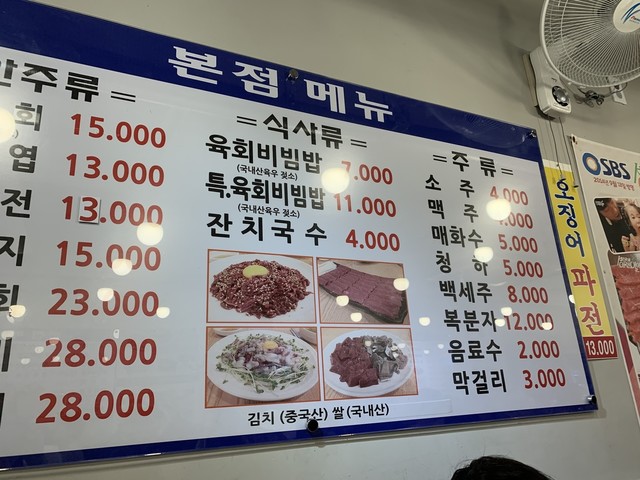 본점 메뉴
안주류 =
회 15.000
엽 13.000
전 13.000
지 15.000
회 23.000
28.000
28.000
= 식사류 =
육회비빔밥 7.000
(국내산육우 젖소)
특.육회비빔밥 11.000
(국내산육우 젖소)
잔치국수 4.000
김치 (중국산) 쌀 (국내산)
= 주 류 =
소 주 4.000
맥 주 4.000
매화수 5.000
청 하 5.000
백세주 8.000
복분자 12.000
음료수 2.000
막걸리 3.000
오징어 파전
13.000
SBS